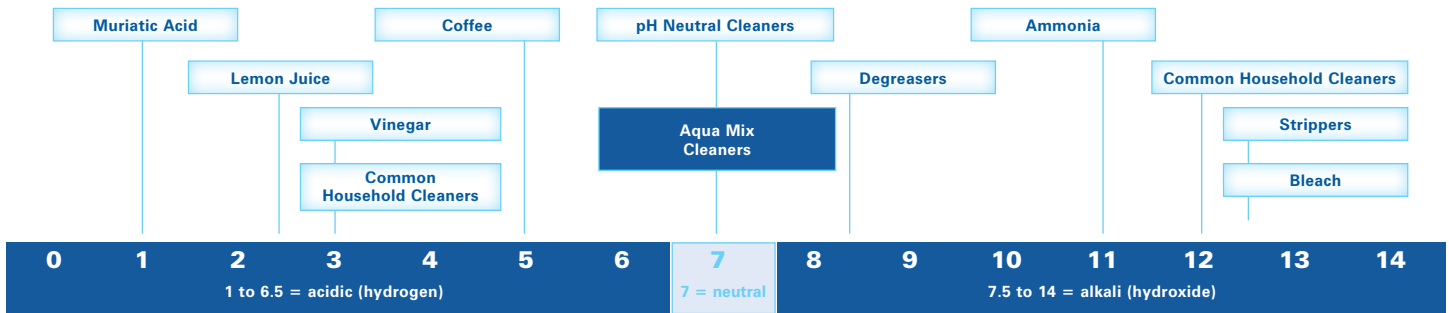 Muriatic Acid
Coffee
pH Neutral Cleaners
Ammonia
Lemon Juice
Degreasers
Common Household Cleaners
Vinegar
Aqua Mix
Cleaners
Strippers
Common
Household Cleaners
Bleach
0 1 2 3 4 5 6 7 8 9 10 11 12 13 14
1 to 6.5 = acidic (hydrogen)
7 = neutral
7.5 to 14 = alkali (hydroxide)